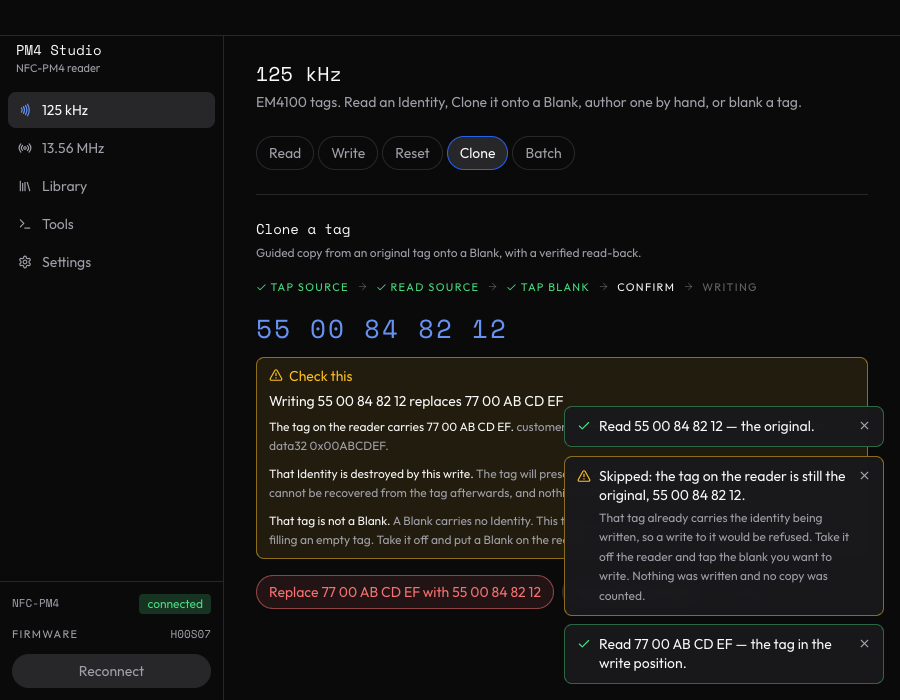 PM4 Studio
NFC-PM4 reader
125 kHz
13.56 MHz
Library
Tools
Settings
NFC-PM4
connected
FIRMWARE
H00S07
Reconnect
125 kHz
EM4100 tags. Read an Identity, Clone it onto a Blank, author one by hand, or blank a tag.
Read
Write
Reset
Clone
Batch
Clone a tag
Guided copy from an original tag onto a Blank, with a verified read-back.
TAP SOURCE → READ SOURCE → TAP BLANK → CONFIRM → WRITING
55 00 84 82 12
Check this
Writing 55 00 84 82 12 replaces 77 00 AB CD EF
The tag on the reader carries 77 00 AB CD EF. customer
data32 0x00ABCDEF.
That Identity is destroyed by this write. The tag will
cannot be recovered from the tag afterwards, and
That tag is not a Blank. A Blank carries no Identity. This
filling an empty tag. Take it off and put a Blank on the
Replace 77 00 AB CD EF with 55 00 84 82 12
Read 55 00 84 82 12 — the original.
Skipped: the tag on the reader is still the
original, 55 00 84 82 12.
That tag already carries the identity being
written, so a write to it would be refused. Take it
off the reader and tap the blank you want to
write. Nothing was written and no copy was
counted.
Read 77 00 AB CD EF — the tag in the
write position.